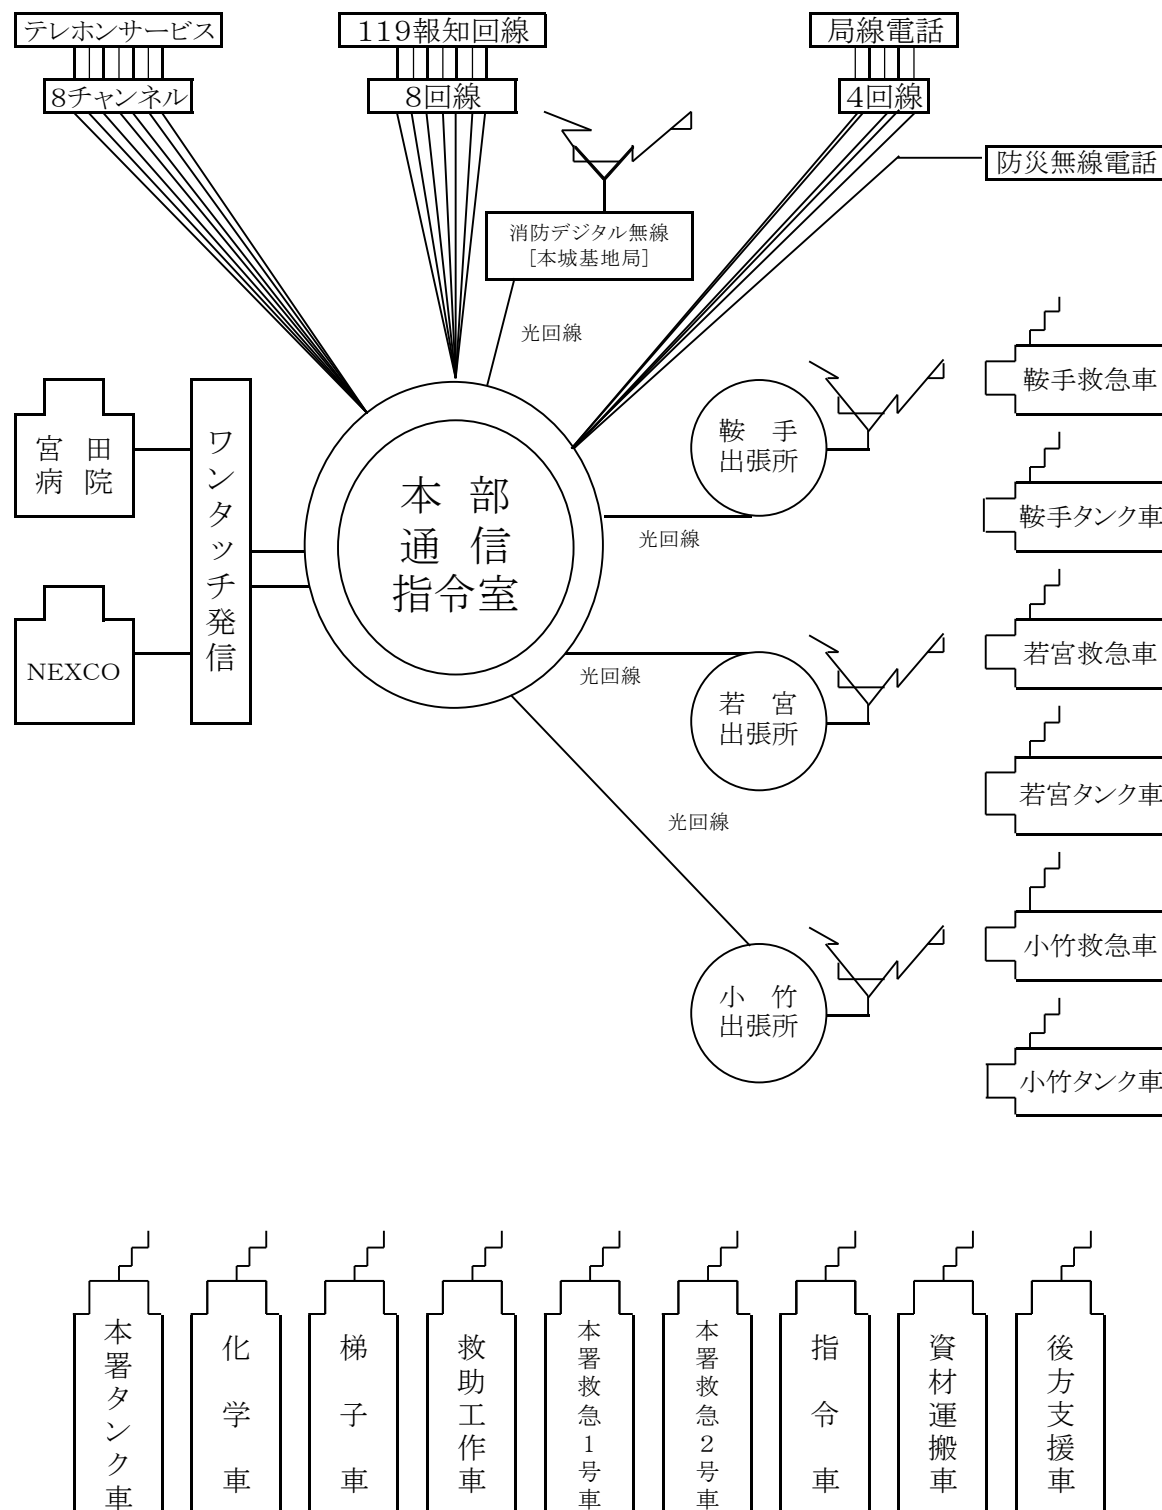 テレホンサービス
119報知回線
局線電話
8チャンネル
8回線
4回線
防災無線電話
消防デジタル無線
[本城基地局]
光回線
鞍手救急車
宮田
病院
ワンタッチ発信
鞍手
出張所
本部
通信
指令室
光回線
鞍手タンク車
NEXCO
光回線
若宮
出張所
若宮救急車
若宮タンク車
光回線
小竹
出張所
小竹救急車
小竹タンク車
本署タンク車
化学車
梯子車
救助工作車
本署救急1号車
本署救急2号車
指令車
資材運搬車
後方支援車